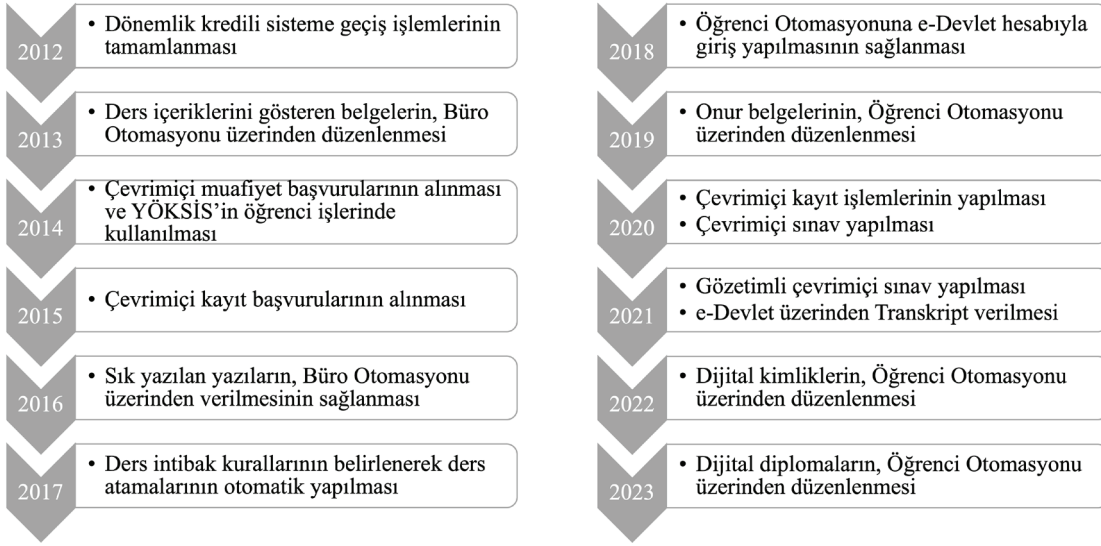 2012
• Dönemlik kredili sisteme geçiş işlemlerinin
tamamlanması
2013
• Ders içeriklerini gösteren belgelerin, Büro
Otomasyonu üzerinden düzenlenmesi
2014
• Çevrimiçi muafiyet başvurularının alınması
ve YÖKSİS’in öğrenci işlerinde
kullanılması
2015
• Çevrimiçi kayıt başvurularının alınması
2016
• Sık yazılan yazıların, Büro Otomasyonu
üzerinden verilmesinin sağlanması
2017
• Ders intibak kurallarının belirlenerek ders
atamalarının otomatik yapılması
2018
• Öğrenci Otomasyonuna e-Devlet hesabıyla
giriş yapılmasının sağlanması
2019
• Onur belgelerinin, Öğrenci Otomasyonu
üzerinden düzenlenmesi
2020
• Çevrimiçi kayıt işlemlerinin yapılması
• Çevrimiçi sınav yapılması
2021
• Gözetimli çevrimiçi sınav yapılması
• e-Devlet üzerinden Transkript verilmesi
2022
• Dijital kimliklerin, Öğrenci Otomasyonu
üzerinden düzenlenmesi
2023
• Dijital diplomaların, Öğrenci Otomasyonu
üzerinden düzenlenmesi